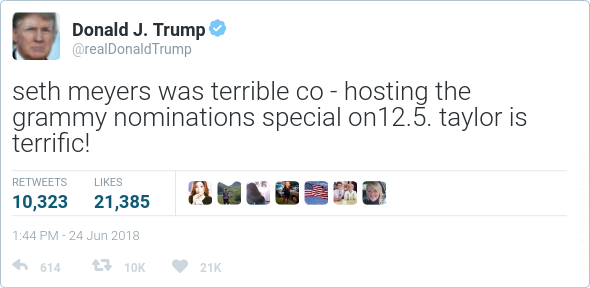 Donald J. Trump
@realDonaldTrump
seth meyers was terrible co - hosting the
grammy nominations special on12.5. taylor is
terrific!
RETWEETS LIKES
10,323 21,385
1:44 PM - 24 Jun 2018
614 10K 21K